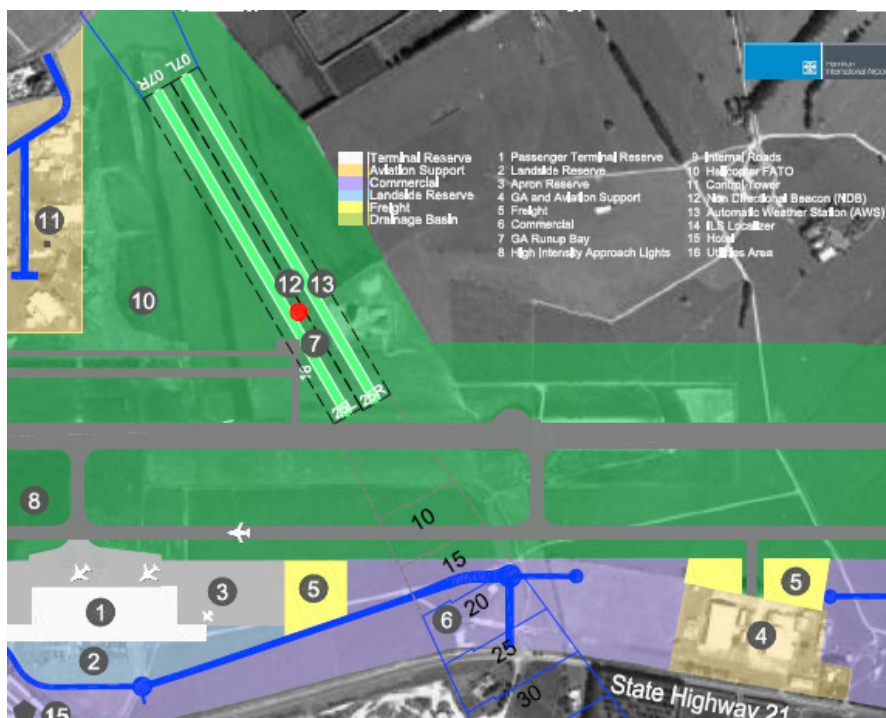 07R 07L
Hamilton
International Airport
Terminal Reserve
Aviation Support
Commercial
Landside Reserve
Freight
Drainage Basin
1 Passenger Terminal Reserve
2 Landside Reserve
3 Apron Reserve
4 GA and Aviation Support
5 Freight
6 Commercial
7 GA Runup Bay
8 High Intensity Approach Lights
9 Internal Roads
10 Helicopter FATO
11 Control Tower
12 Non Directional Beacon (NDB)
13 Automatic Weather Station (AWS)
14 ILS Localizer
15 Hotel
16 Utilities Area
11
12
13
10
7
25L 25R
8
10
15
5
5
3
1
6
20
4
2
25
30
State Highway 21
15